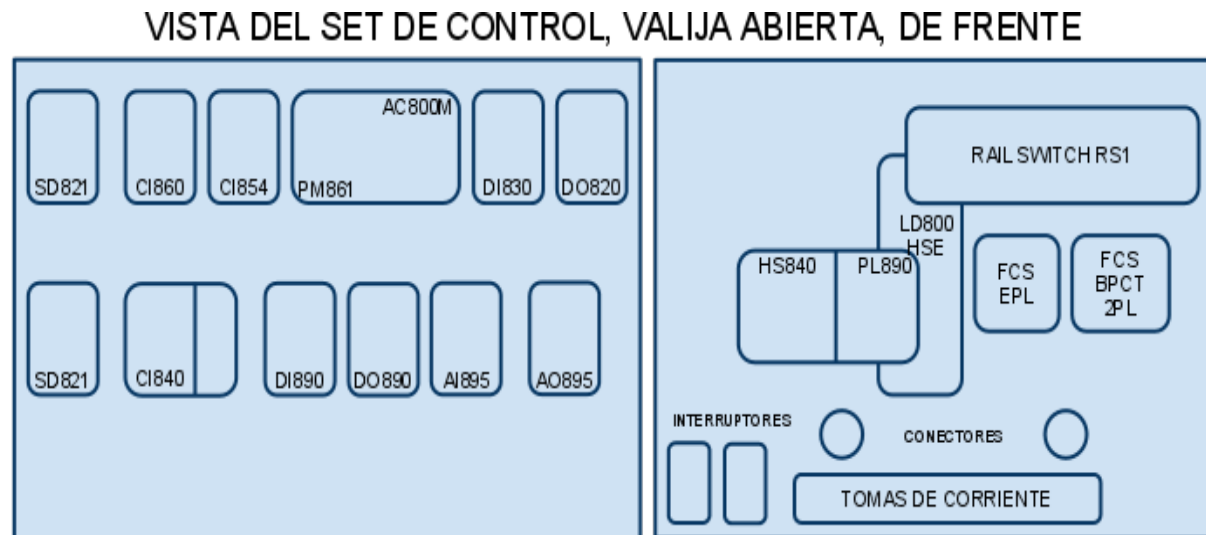 VISTA DEL SET DE CONTROL, VALIJA ABIERTA, DE FRENTE
AC800M
SD821
CI860
CI854
PM861
DI830
DO820
SD821
CI840
DI890
DO890
AI895
AO895
RAIL SWITCH RS1
LD800
HSE
HS840
PL890
FCS
EPL
FCS
BPCT
2PL
INTERRUPTORES
CONECTORES
TOMAS DE CORRIENTE